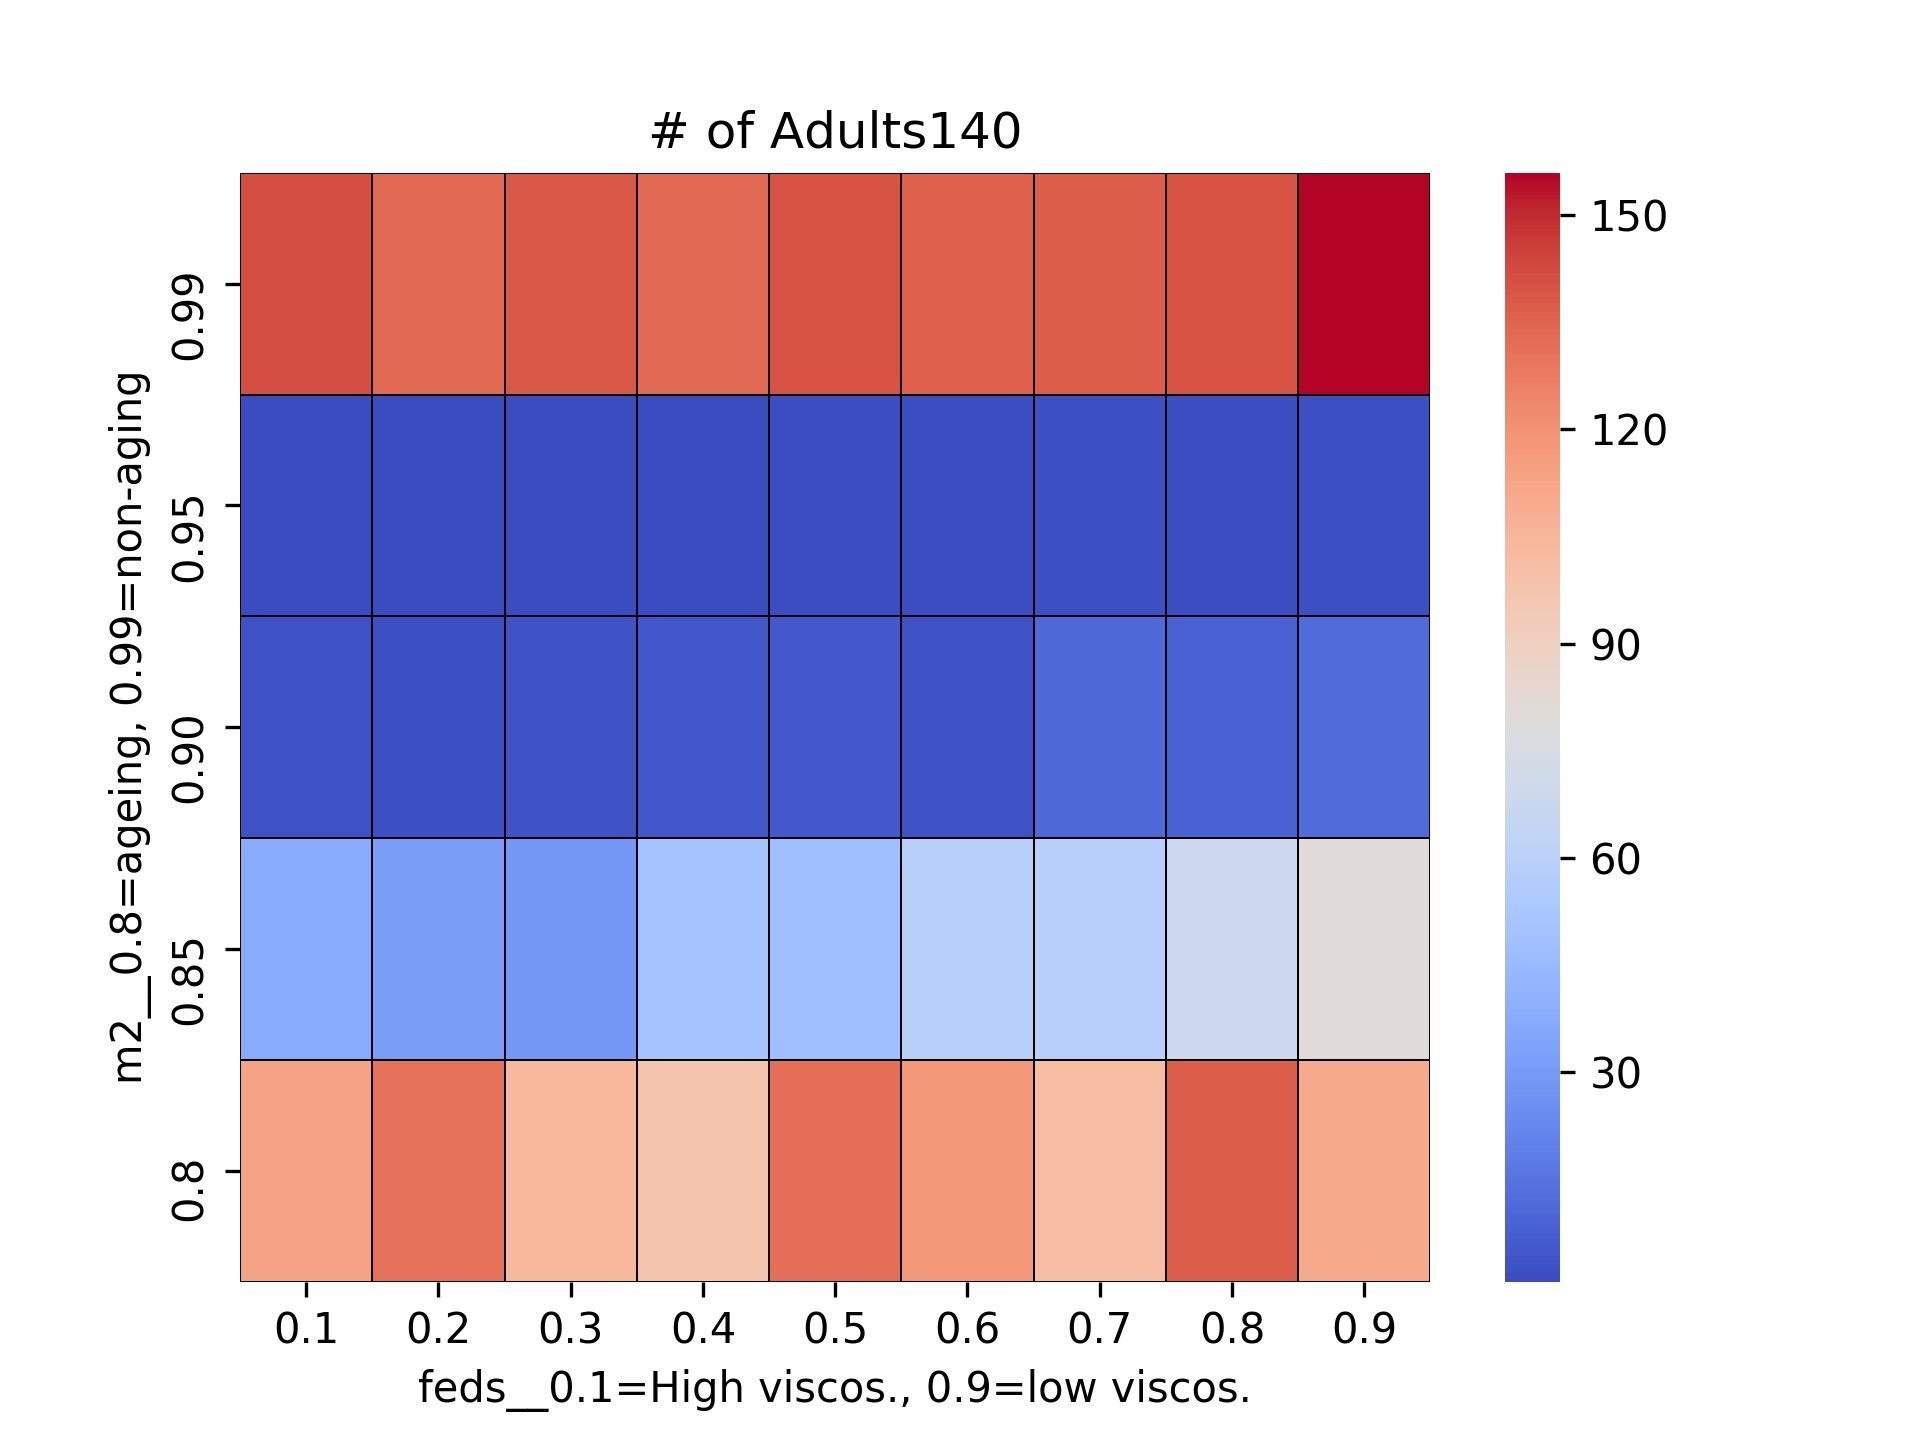 # of Adults140
m2__0.8=ageing, 0.99=non-aging
0.99
0.95
0.90
0.85
0.8
0.1 0.2 0.3 0.4 0.5 0.6 0.7 0.8 0.9
feds__0.1=High viscos., 0.9=low viscos.
150
120
90
60
30